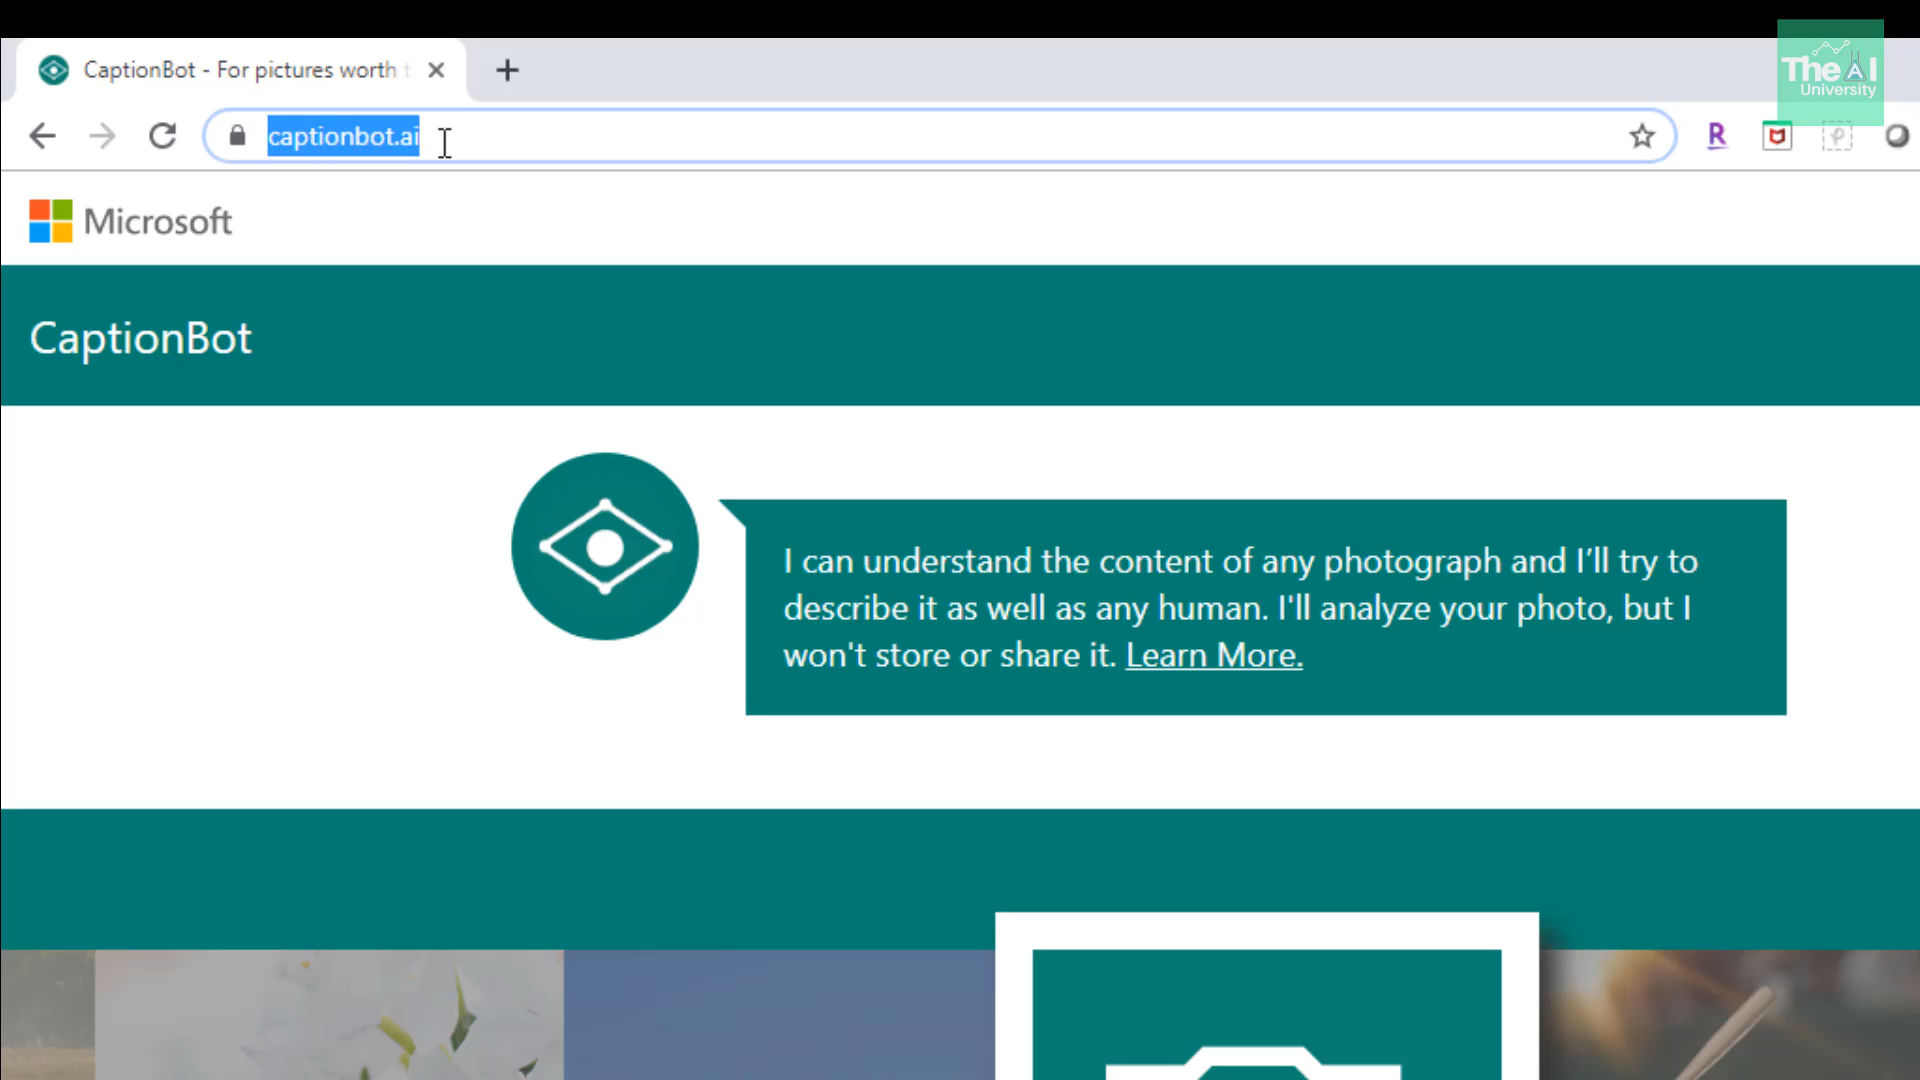 The AI
University
CaptionBot - For pictures worth t
captionbot.ai
R
Microsoft
CaptionBot
I can understand the content of any photograph and I’ll try to
describe it as well as any human. I'll analyze your photo, but I
won't store or share it. Learn More.